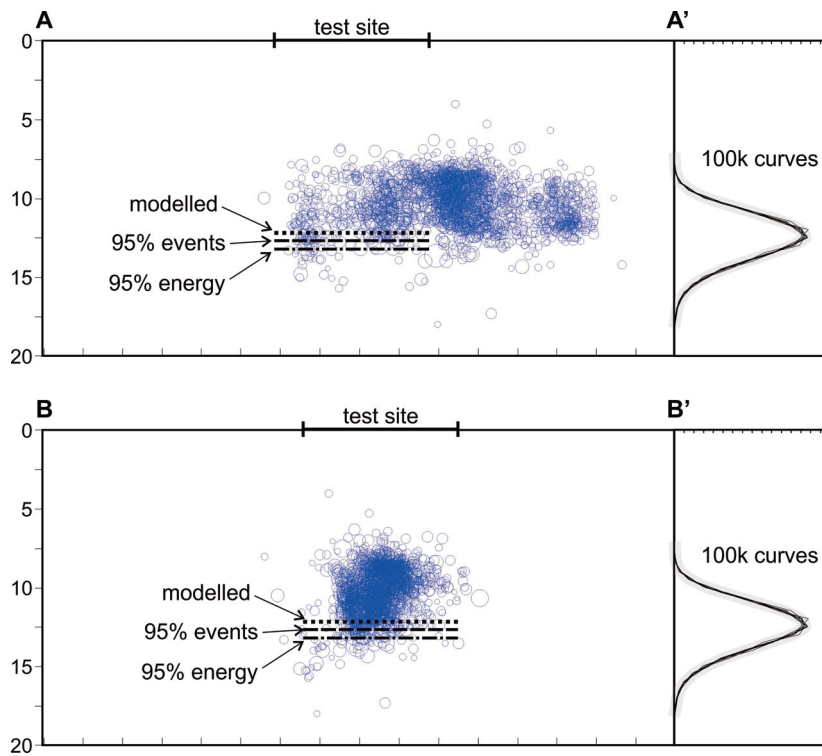 A
A'
test site
0
5
10
15
20
modelled
95% events
95% energy
100k curves
B
B'
test site
0
5
10
15
20
modelled
95% events
95% energy
100k curves